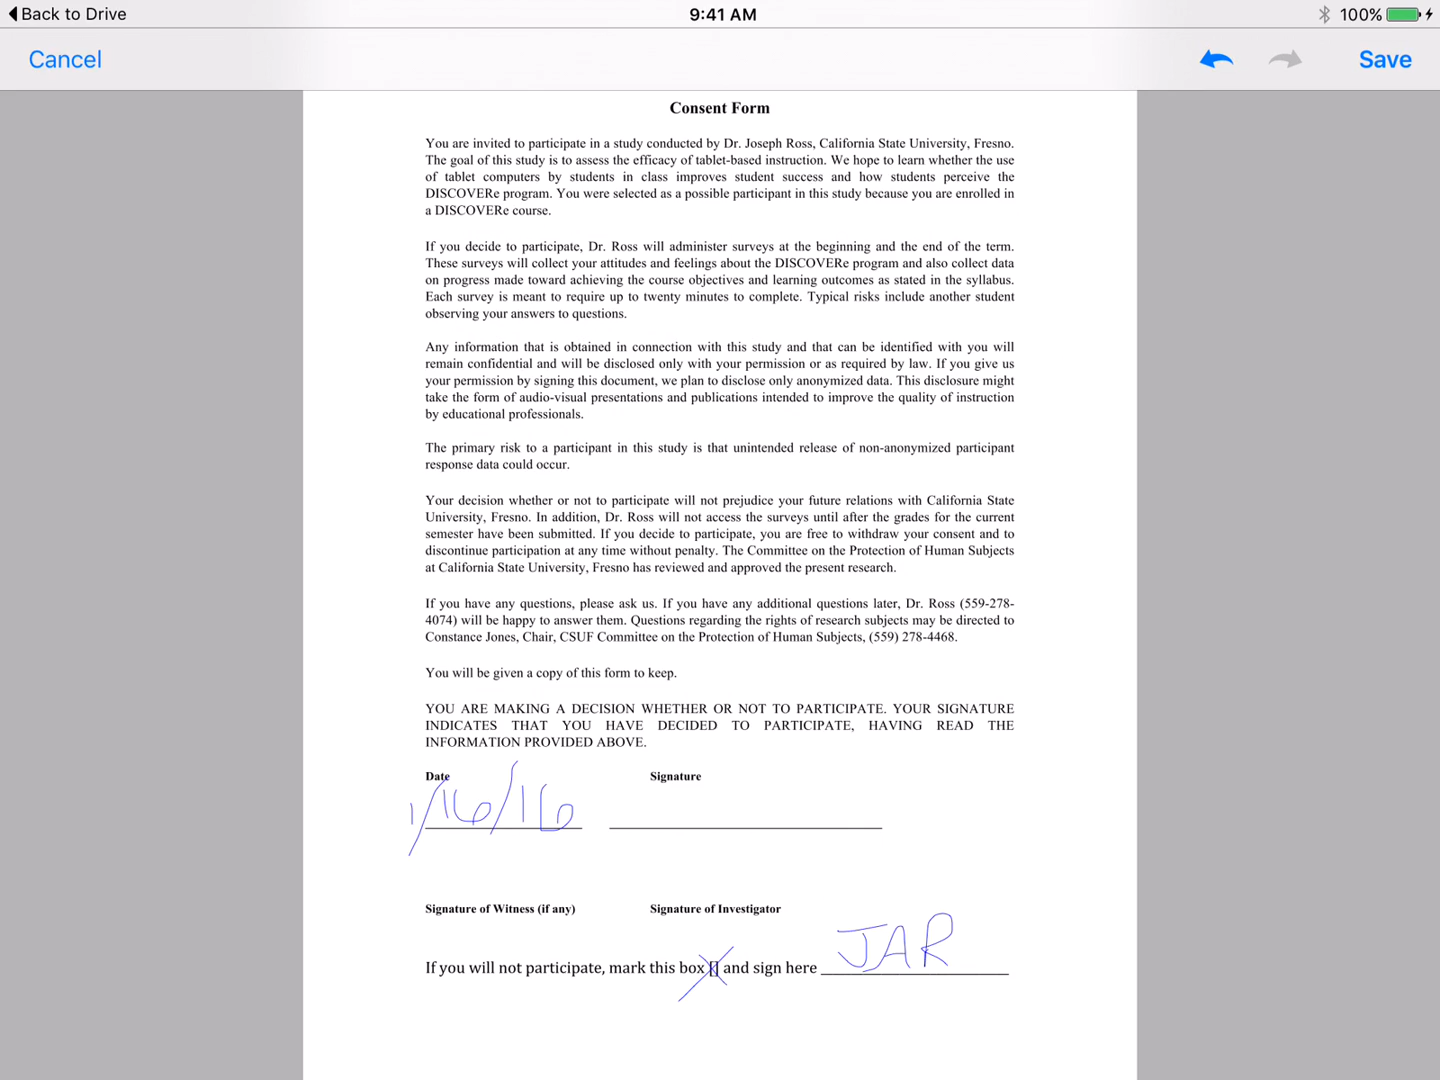 Back to Drive 9:41 AM 100%
Cancel Save
Consent Form
You are invited to participate in a study conducted by Dr. Joseph Ross, California State University, Fresno.
The goal of this study is to assess the efficacy of tablet-based instruction. We hope to learn whether the use
of tablet computers by students in class improves student success and how students perceive the
DISCOVERe program. You were selected as a possible participant in this study because you are enrolled in
a DISCOVERe course.
If you decide to participate, Dr. Ross will administer surveys at the beginning and the end of the term.
These surveys will collect your attitudes and feelings about the DISCOVERe program and also collect data
on progress made toward achieving the course objectives and learning outcomes as stated in the syllabus.
Each survey is meant to require up to twenty minutes to complete. Typical risks include another student
observing your answers to questions.
Any information that is obtained in connection with this study and that can be identified with you will
remain confidential and will be disclosed only with your permission or as required by law. If you give us
your permission by signing this document, we plan to disclose only anonymized data. This disclosure might
take the form of audio-visual presentations and publications intended to improve the quality of instruction
by educational professionals.
The primary risk to a participant in this study is that unintended release of non-anonymized participant
response data could occur.
Your decision whether or not to participate will not prejudice your future relations with California State
University, Fresno. In addition, Dr. Ross will not access the surveys until after the grades for the current
semester have been submitted. If you decide to participate, you are free to withdraw your consent and to
discontinue participation at any time without penalty. The Committee on the Protection of Human Subjects
at California State University, Fresno has reviewed and approved the present research.
If you have any questions, please ask us. If you have any additional questions later, Dr. Ross (559-278-
4074) will be happy to answer them. Questions regarding the rights of research subjects may be directed to
Constance Jones, Chair, CSUF Committee on the Protection of Human Subjects, (559) 278-4468.
You will be given a copy of this form to keep.
YOU ARE MAKING A DECISION WHETHER OR NOT TO PARTICIPATE. YOUR SIGNATURE
INDICATES THAT YOU HAVE DECIDED TO PARTICIPATE, HAVING READ THE
INFORMATION PROVIDED ABOVE.
Date Signature
1/16/16
Signature of Witness (if any) Signature of Investigator
If you will not participate, mark this box [] and sign here JAR